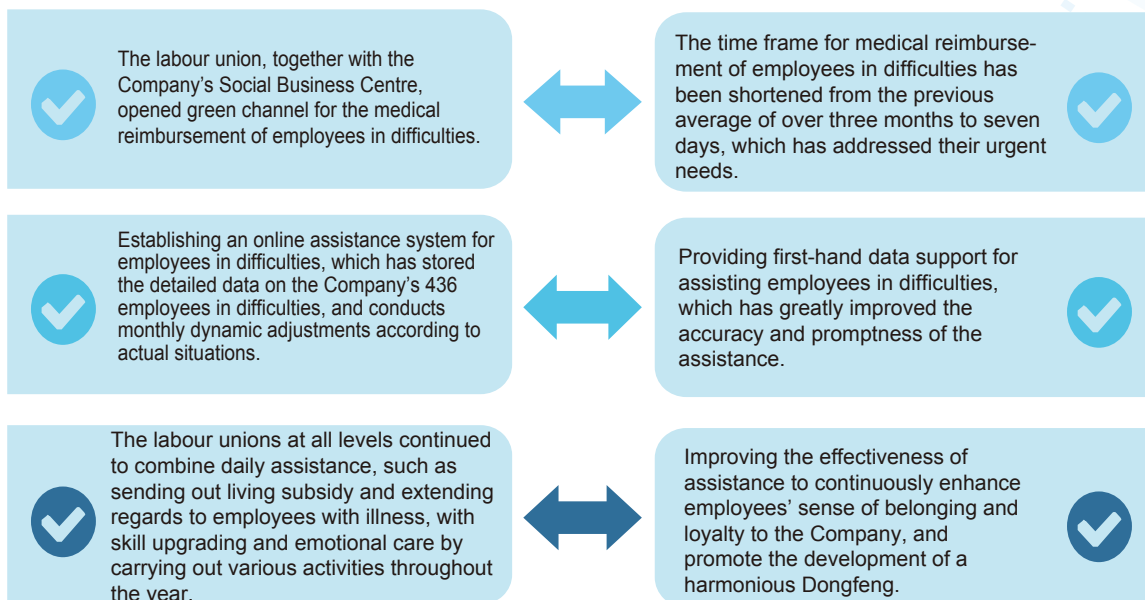 The labour union, together with the
Company’s Social Business Centre,
opened green channel for the medical
reimbursement of employees in difficulties.
The time frame for medical reimburse-
ment of employees in difficulties has
been shortened from the previous
average of over three months to seven
days, which has addressed their urgent
needs.
Establishing an online assistance system for
employees in difficulties, which has stored
the detailed data on the Company’s 436
employees in difficulties, and conducts
monthly dynamic adjustments according to
actual situations.
Providing first-hand data support for
assisting employees in difficulties,
which has greatly improved the
accuracy and promptness of the
assistance.
The labour unions at all levels continued
to combine daily assistance, such as
sending out living subsidy and extending
regards to employees with illness, with
skill upgrading and emotional care by
carrying out various activities throughout
the year.
Improving the effectiveness of
assistance to continuously enhance
employees’ sense of belonging and
loyalty to the Company, and
promote the development of a
harmonious Dongfeng.